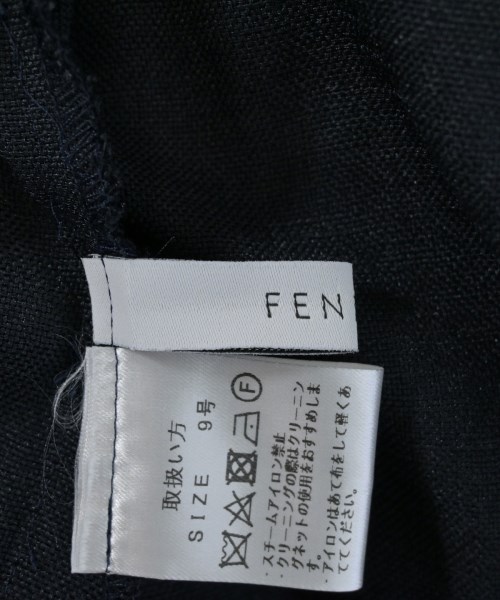 FEN
取扱い方
SIZE 9号
F
・スチームアイロン禁止
・クリーニングの際はクリーニン
グネットの使用をおすすめしま
す。
・アイロンはあて布をして軽くあ
ててください。